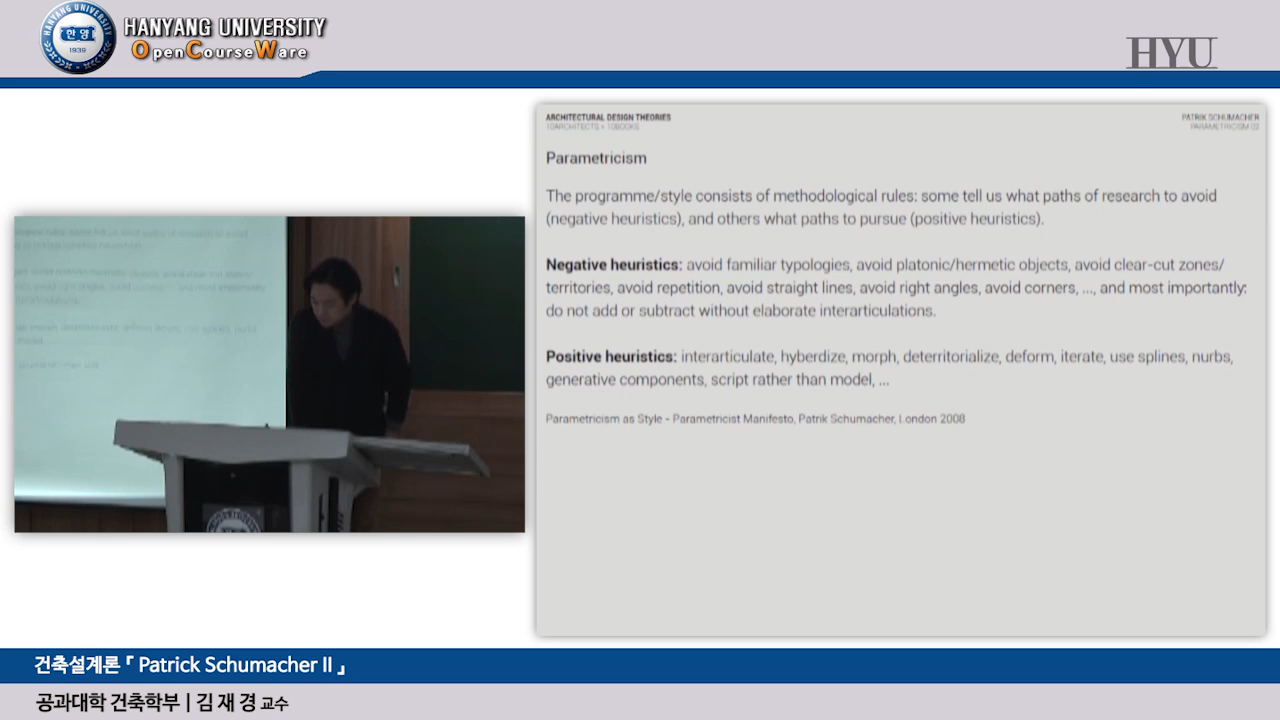 HANYANG UNIVERSITY
OpenCourseWare
한양
1939
HYU
ARCHITECTURAL DESIGN THEORIES
10ARCHITECTS + 10BOOKS
PATRIK SCHUMACHER
PARAMETRICISM 02
Parametricism
The programme/style consists of methodological rules: some tell us what paths of research to avoid
(negative heuristics), and others what paths to pursue (positive heuristics).
Negative heuristics: avoid familiar typologies, avoid platonic/hermetic objects, avoid clear-cut zones/
territories, avoid repetition, avoid straight lines, avoid right angles, avoid corners, ..., and most importantly:
do not add or subtract without elaborate interarticulations.
Positive heuristics: interarticulate, hyberdize, morph, deterritorialize, deform, iterate, use splines, nurbs,
generative components, script rather than model, ...
Parametricism as Style - Parametricist Manifesto, Patrik Schumacher, London 2008
건축설계론「 Patrick Schumacher II 」
공과대학 건축학부 | 김 재 경 교수